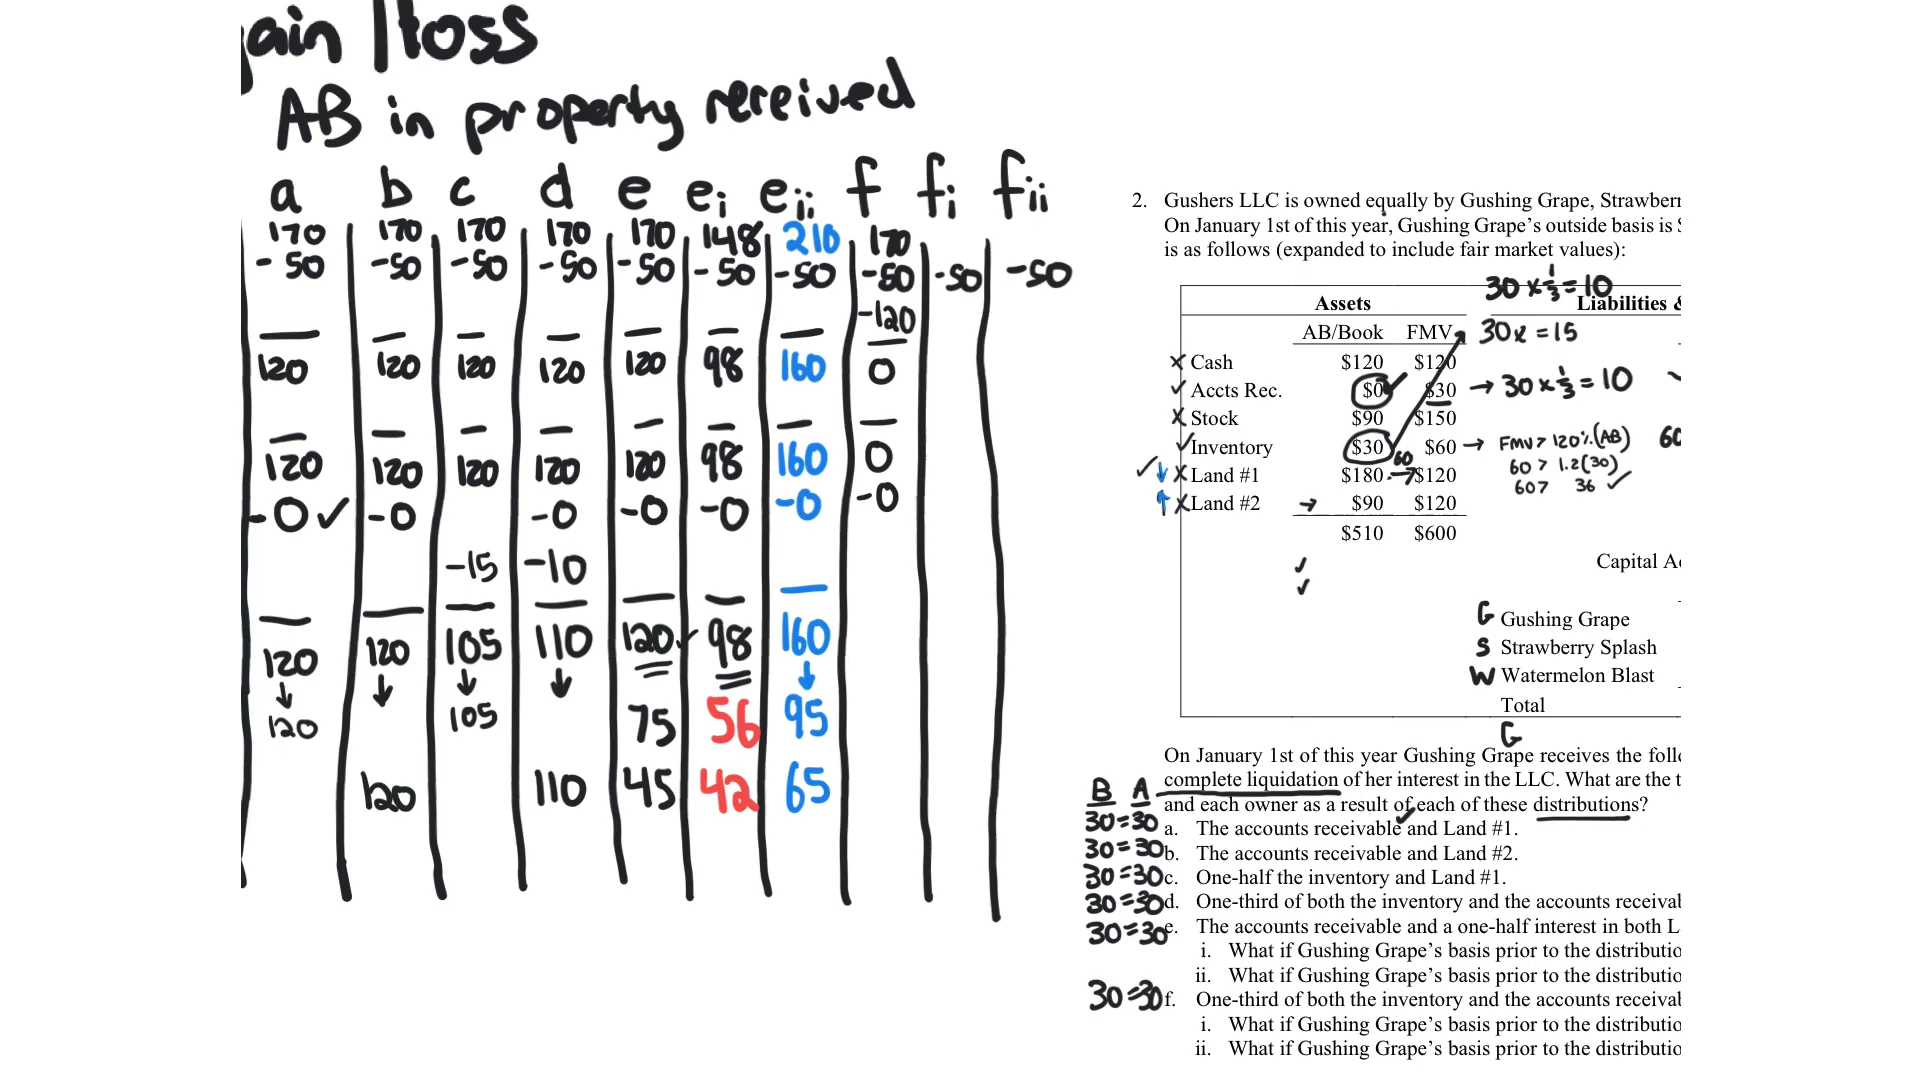 ain loss
AB in property received
a b c d e ei eii f fi fii
170 170 170 170 170 148 210 170
- 50 -50 -50 -50 -50 -50 -50 -50 -50 -50
-120
120 120 120 120 120 98 160 0
120 120 120 120 120 98 160 0
-0✓ -0 -0 -0 -0 -0 -0
-15 -10
120 120 105 110 120✓ 98 160
↓ ↓ ↓ ↓ ↓
120 105 75 56 95
120 110 45 42 65
2. Gushers LLC is owned equally by Gushing Grape,
On January 1st of this year, Gushing Grape's outside basis is
is as follows (expanded to include fair market values):
30 x 1/3 = 10
Assets Liabilities &
AB/Book FMV 30x = 15
x Cash $120 $120
✓ Accts Rec. $0 ✓ $30 → 30 x 1/3 = 10
x Stock $90 $150
✓ Inventory $30 $60 → FMV > 120%(AB) 60
60 > 1.2(30)
✓ ↓ x Land #1 $180 60 → $120 60 > 36 ✓
↑ x Land #2 → $90 $120
$510 $600
✓ Capital
✓
G Gushing Grape
S Strawberry Splash
W Watermelon Blast
Total
G
On January 1st of this year Gushing Grape receives the
complete liquidation of her interest in the LLC. What are the
B A
and each owner as a result of each of these distributions?
30=30 a. The accounts receivable and Land #1.
30=30 b. The accounts receivable and Land #2.
30=30 c. One-half the inventory and Land #1.
30=30 d. One-third of both the inventory and the accounts
30=30 e. The accounts receivable and a one-half interest in both
i. What if Gushing Grape's basis prior to the
ii. What if Gushing Grape's basis prior to the
30=30 f. One-third of both the inventory and the accounts
i. What if Gushing Grape's basis prior to the
ii. What if Gushing Grape's basis prior to the